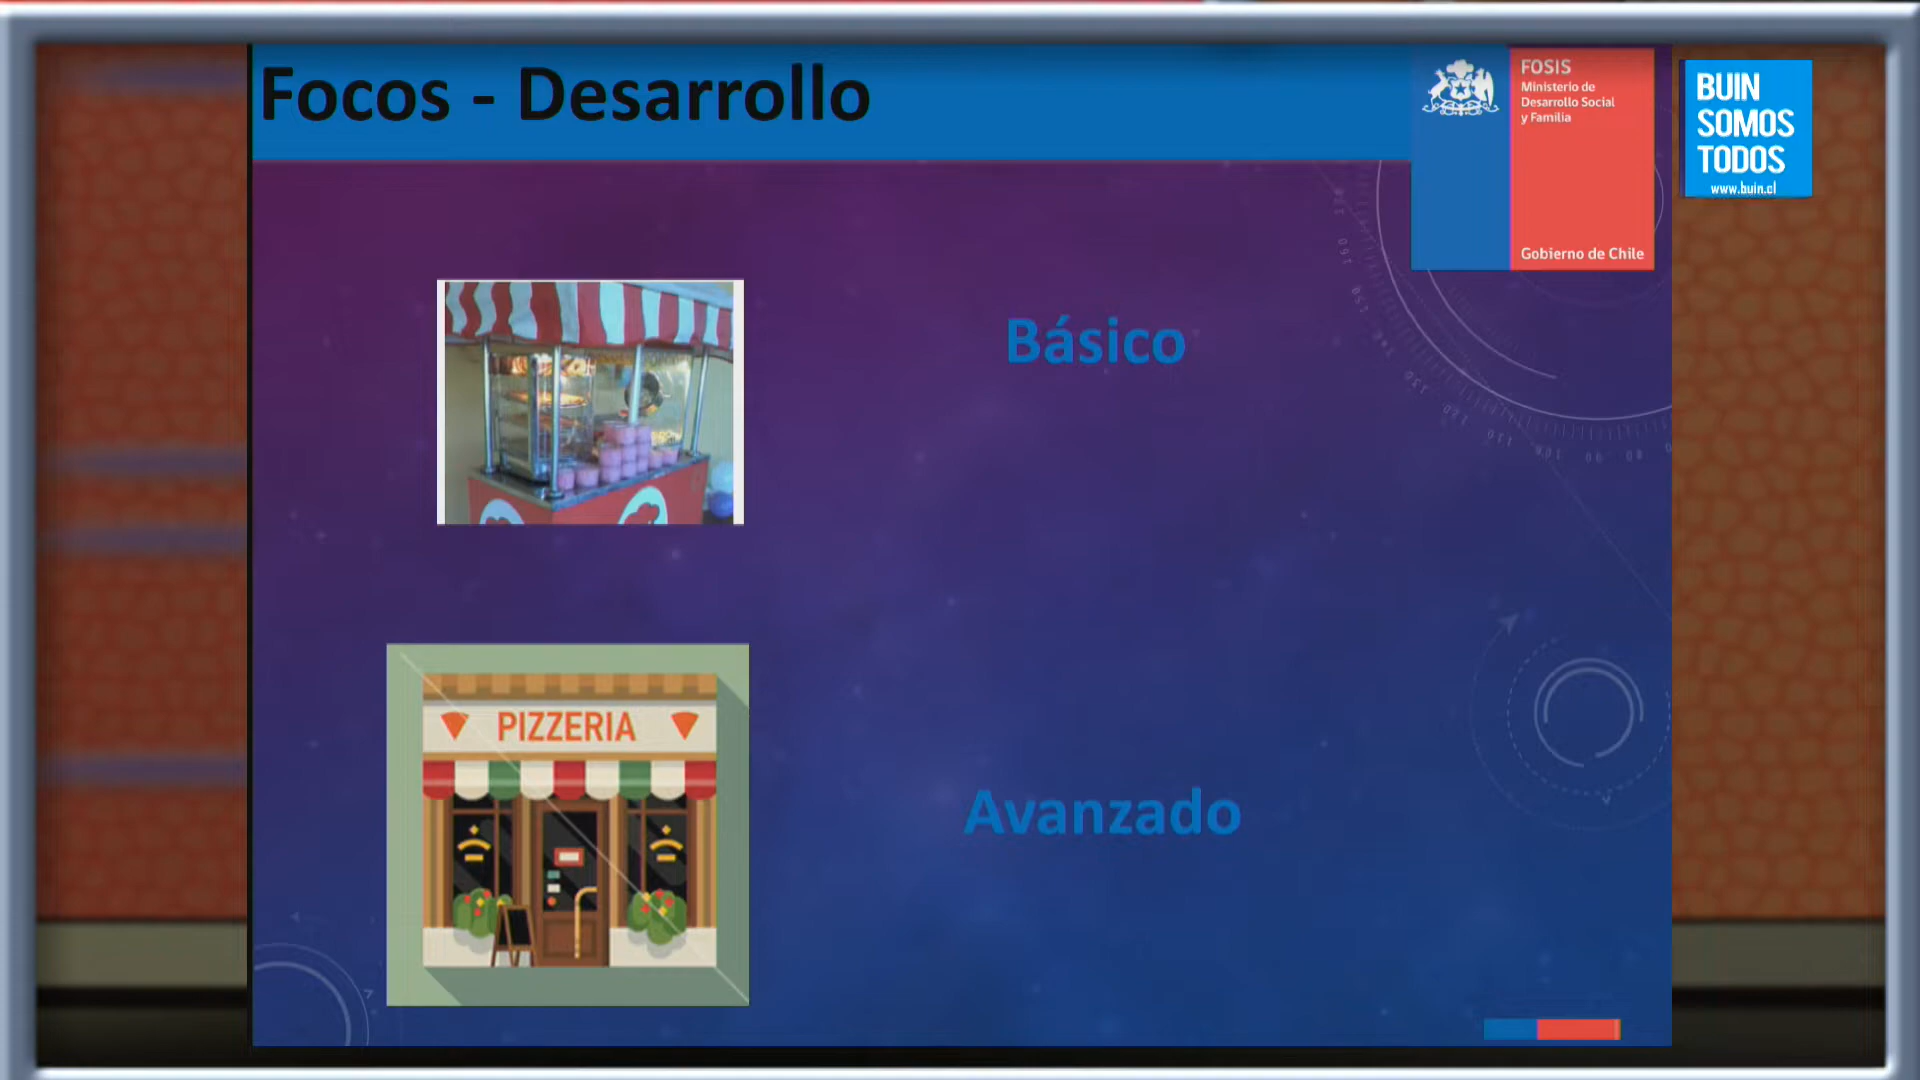 Focos - Desarrollo
FOSIS
Ministerio de
Desarrollo Social
y Familia
Gobierno de Chile
BUIN
SOMOS
TODOS
www.buin.cl
Básico
PIZZERIA
Avanzado